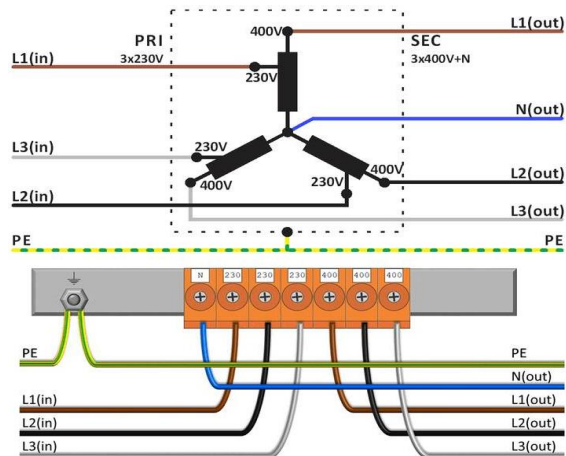 400V
L1(out)
PRI
SEC
3x230V
3x400V+N
L1(in)
230V
N(out)
L3(in)
230V
400V
400V
230V
L2(out)
L2(in)
L3(out)
PE
PE
N
230
230
230
400
400
400
PE
PE
N(out)
L1(in)
L1(out)
L2(in)
L2(out)
L3(in)
L3(out)